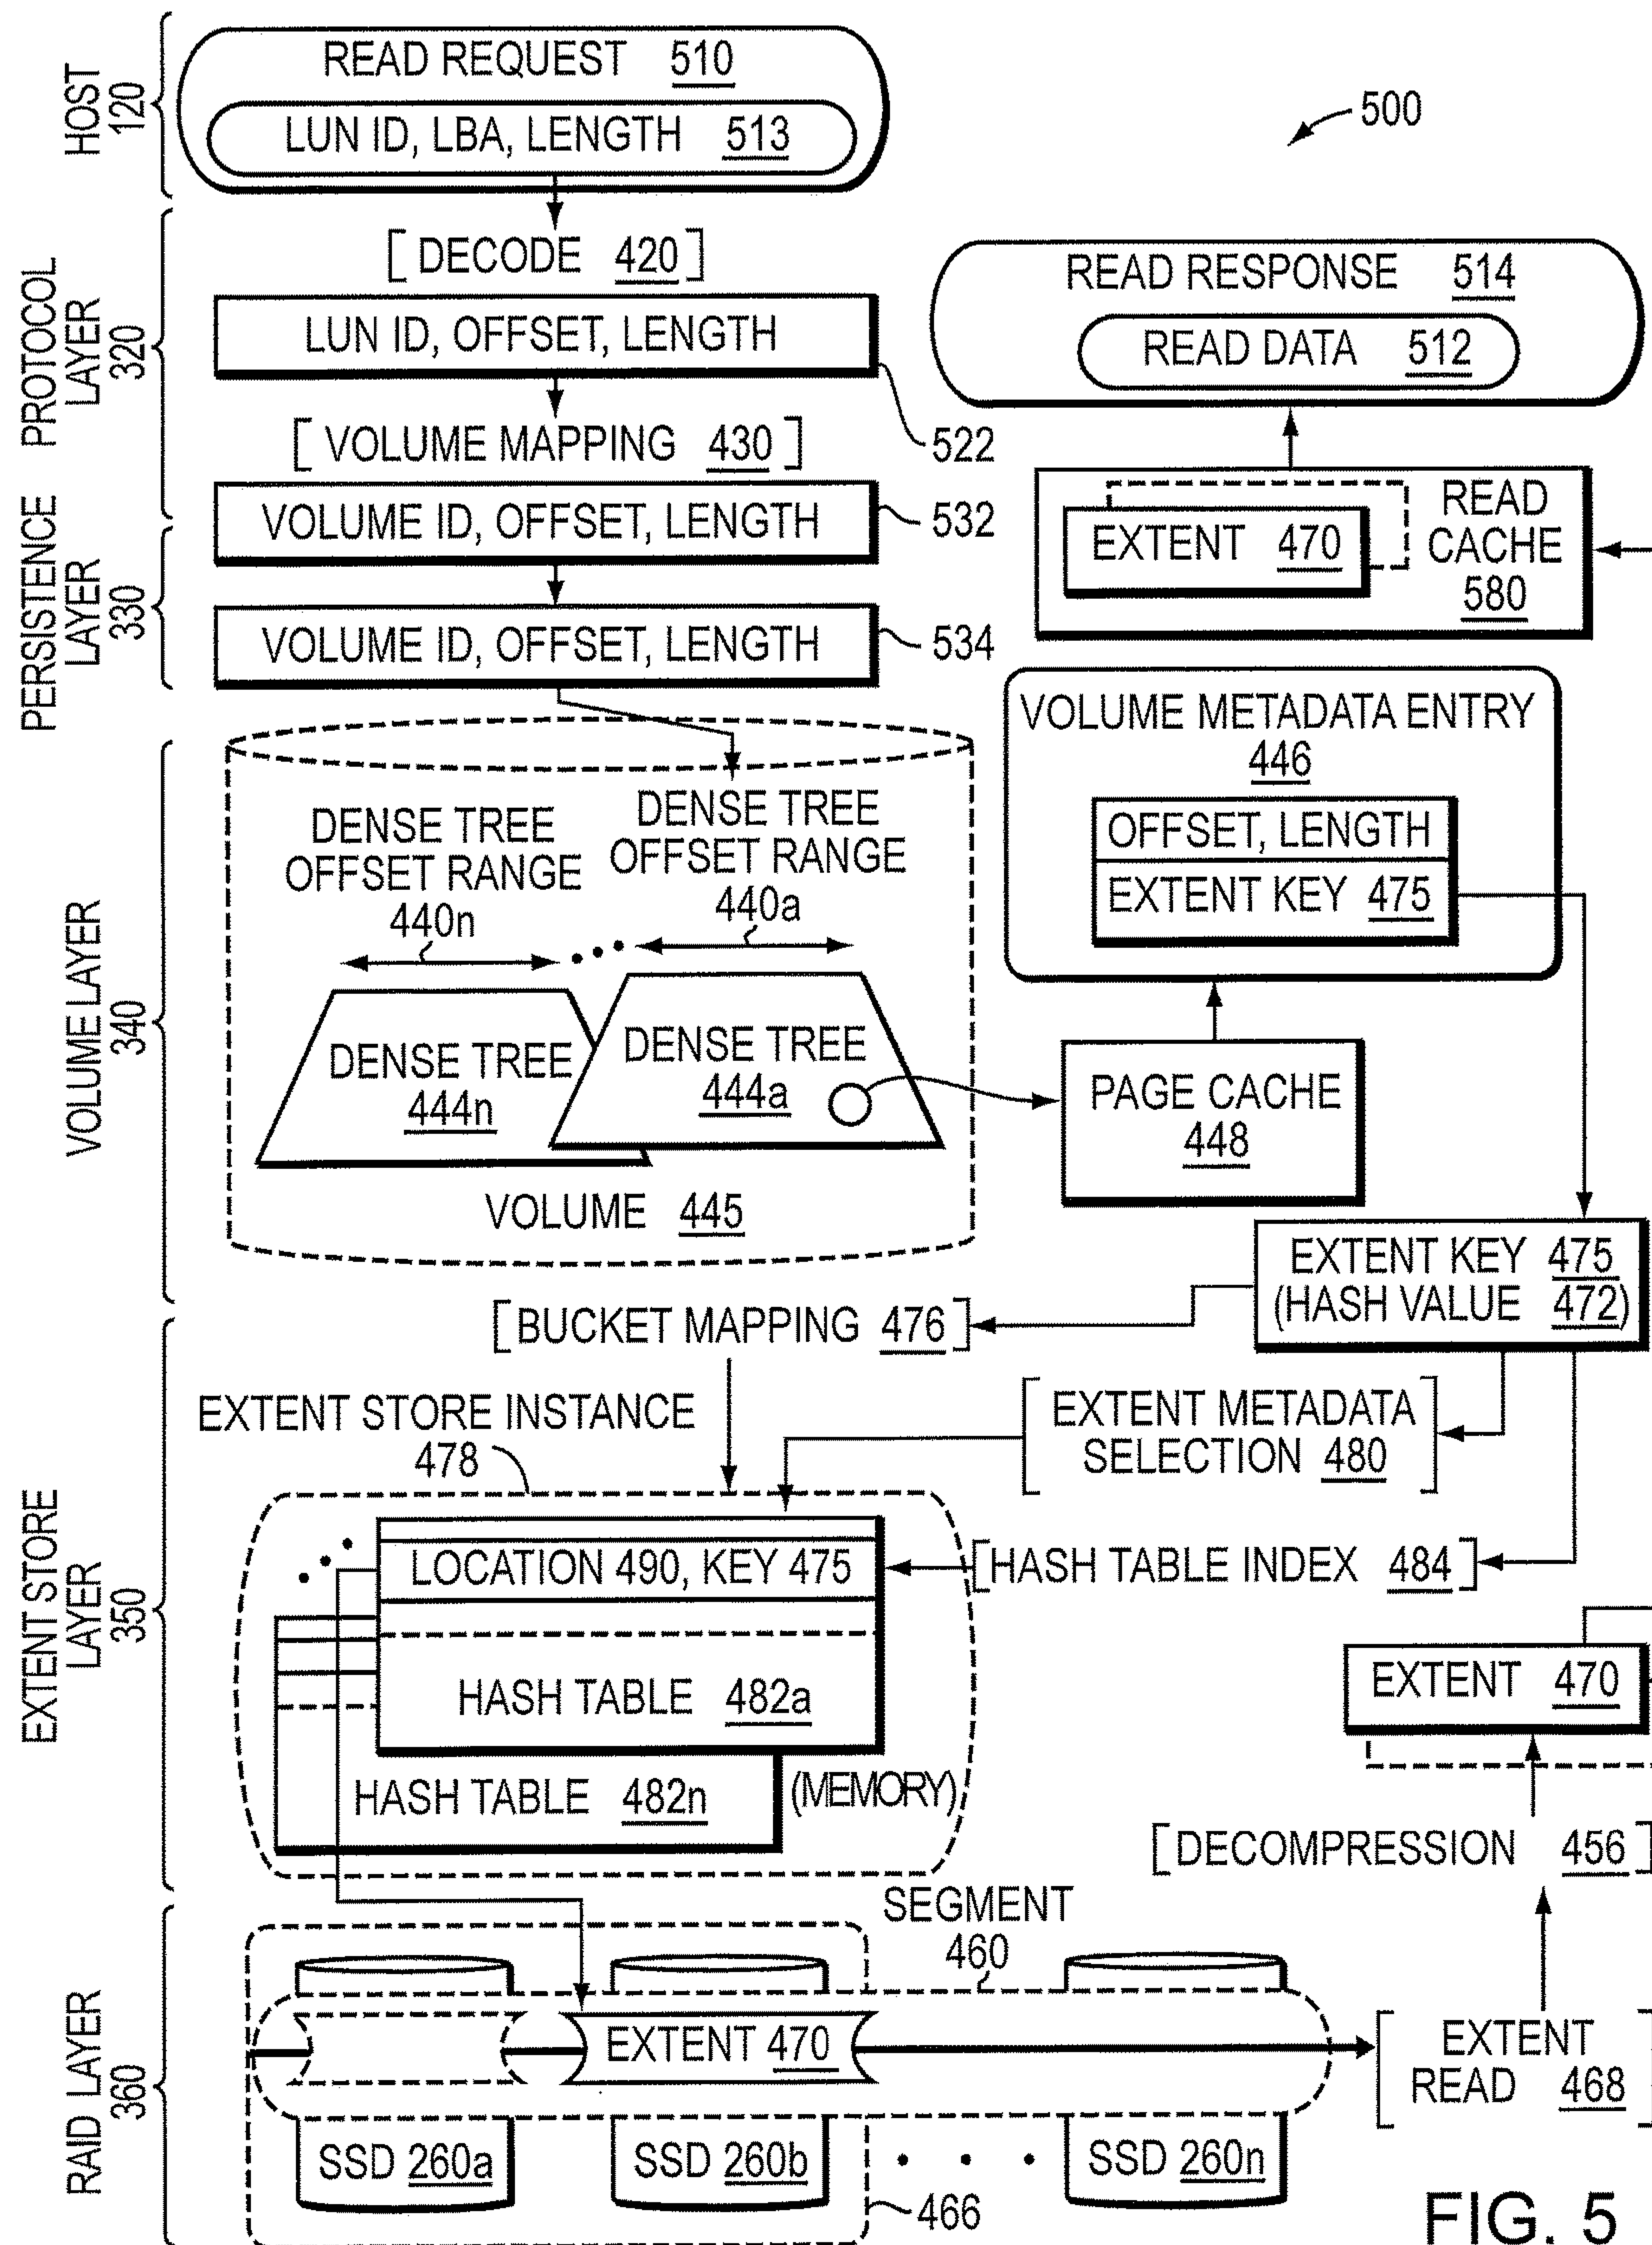 HOST
120
READ REQUEST 510
LUN ID, LBA, LENGTH 513
500
PROTOCOL
LAYER
320
[ DECODE 420 ]
LUN ID, OFFSET, LENGTH
522
[ VOLUME MAPPING 430 ]
VOLUME ID, OFFSET, LENGTH
532
READ RESPONSE 514
READ DATA 512
EXTENT 470
READ
CACHE
580
PERSISTENCE
LAYER
330
VOLUME ID, OFFSET, LENGTH
534
VOLUME LAYER
340
DENSE TREE
OFFSET RANGE
440n
DENSE TREE
OFFSET RANGE
440a
DENSE TREE
444n
DENSE TREE
444a
VOLUME 445
VOLUME METADATA ENTRY
446
OFFSET, LENGTH
EXTENT KEY 475
PAGE CACHE
448
EXTENT KEY 475
(HASH VALUE 472)
EXTENT STORE
LAYER
350
[BUCKET MAPPING 476]
EXTENT STORE INSTANCE
478
[EXTENT METADATA
SELECTION 480]
LOCATION 490, KEY 475
[HASH TABLE INDEX 484]
HASH TABLE 482a
HASH TABLE 482n
(MEMORY)
EXTENT 470
[DECOMPRESSION 456]
RAID LAYER
360
SEGMENT
460
EXTENT 470
[EXTENT
READ 468]
SSD 260a
SSD 260b
. . .
SSD 260n
466
FIG. 5